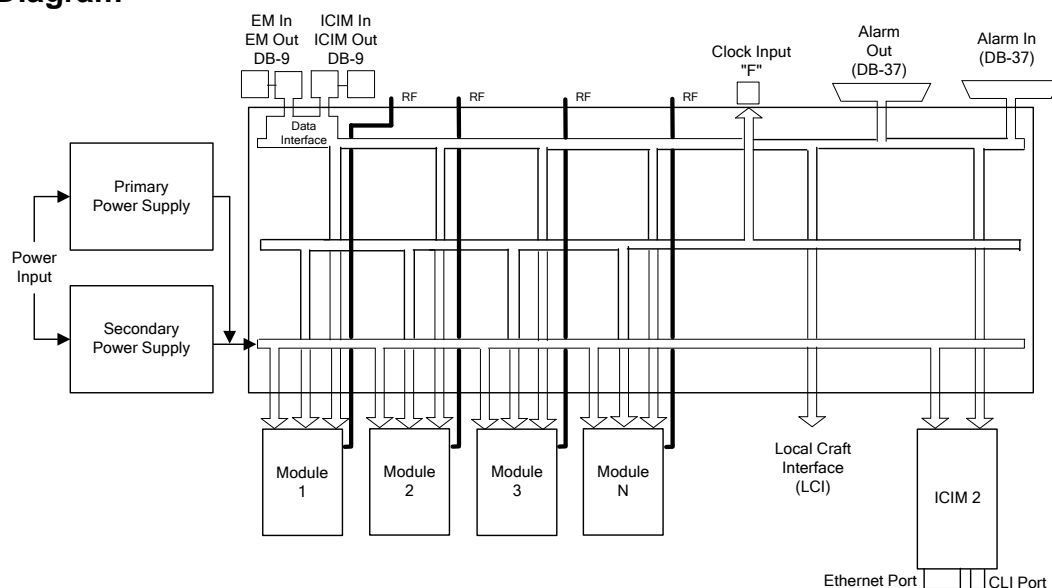 Diagram
EM In
EM Out
DB-9
ICIM In
ICIM Out
DB-9
Clock Input
"F"
Alarm
Out
(DB-37)
Alarm In
(DB-37)
RF
RF
RF
RF
Data
Interface
Primary
Power Supply
Power
Input
Secondary
Power Supply
Module
1
Module
2
Module
3
Module
N
Local Craft
Interface
(LCI)
ICIM 2
Ethernet Port
CLI Port